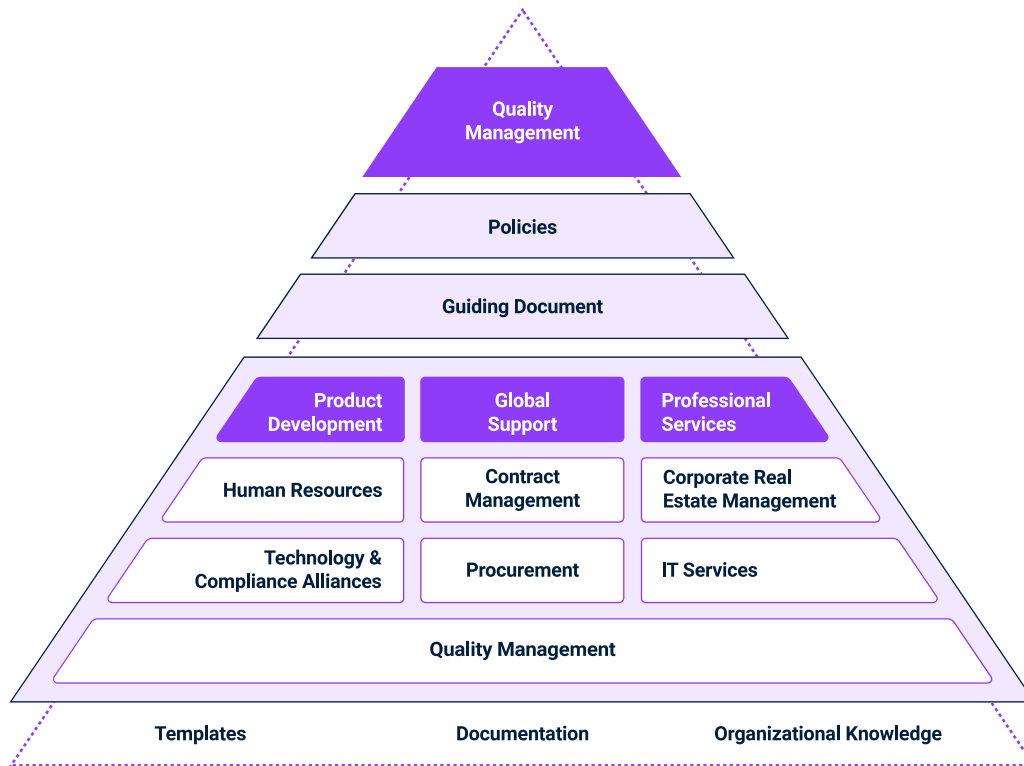 Quality
Management
Policies
Guiding Document
Product
Development
Global
Support
Professional
Services
Human Resources
Contract
Management
Corporate Real
Estate Management
Technology &
Compliance Alliances
Procurement
IT Services
Quality Management
Templates
Documentation
Organizational Knowledge